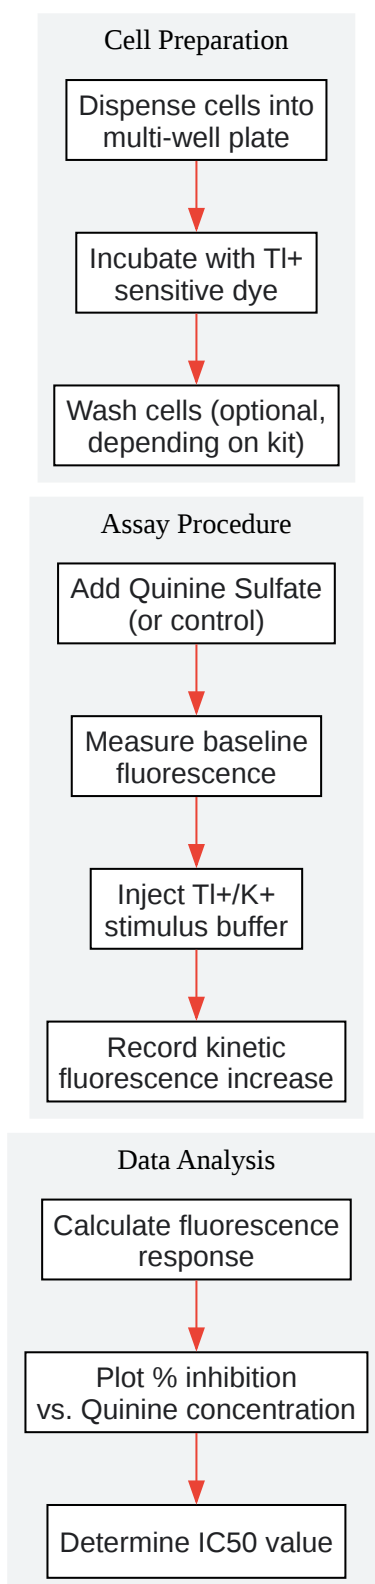 Cell Preparation
Dispense cells into
multi-well plate
Incubate with Tl+
sensitive dye
Wash cells (optional,
depending on kit)
Assay Procedure
Add Quinine Sulfate
(or control)
Measure baseline
fluorescence
Inject Tl+/K+
stimulus buffer
Record kinetic
fluorescence increase
Data Analysis
Calculate fluorescence
response
Plot % inhibition
vs. Quinine concentration
Determine IC50 value